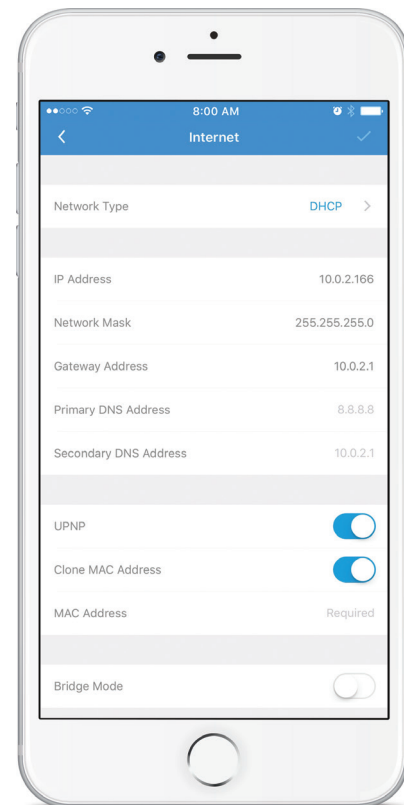 8:00 AM
Internet
Network Type DHCP
IP Address 10.0.2.166
Network Mask 255.255.255.0
Gateway Address 10.0.2.1
Primary DNS Address 8.8.8.8
Secondary DNS Address 10.0.2.1
UPNP
Clone MAC Address
MAC Address Required
Bridge Mode